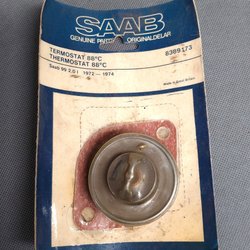 SAAB
GENUINE PARTS ORIGINALDELAR
TERMOSTAT 88°C
THERMOSTAT 88°C
8389173
Saab 99 2,0 l 1972 – 1974
Made in Great Britain